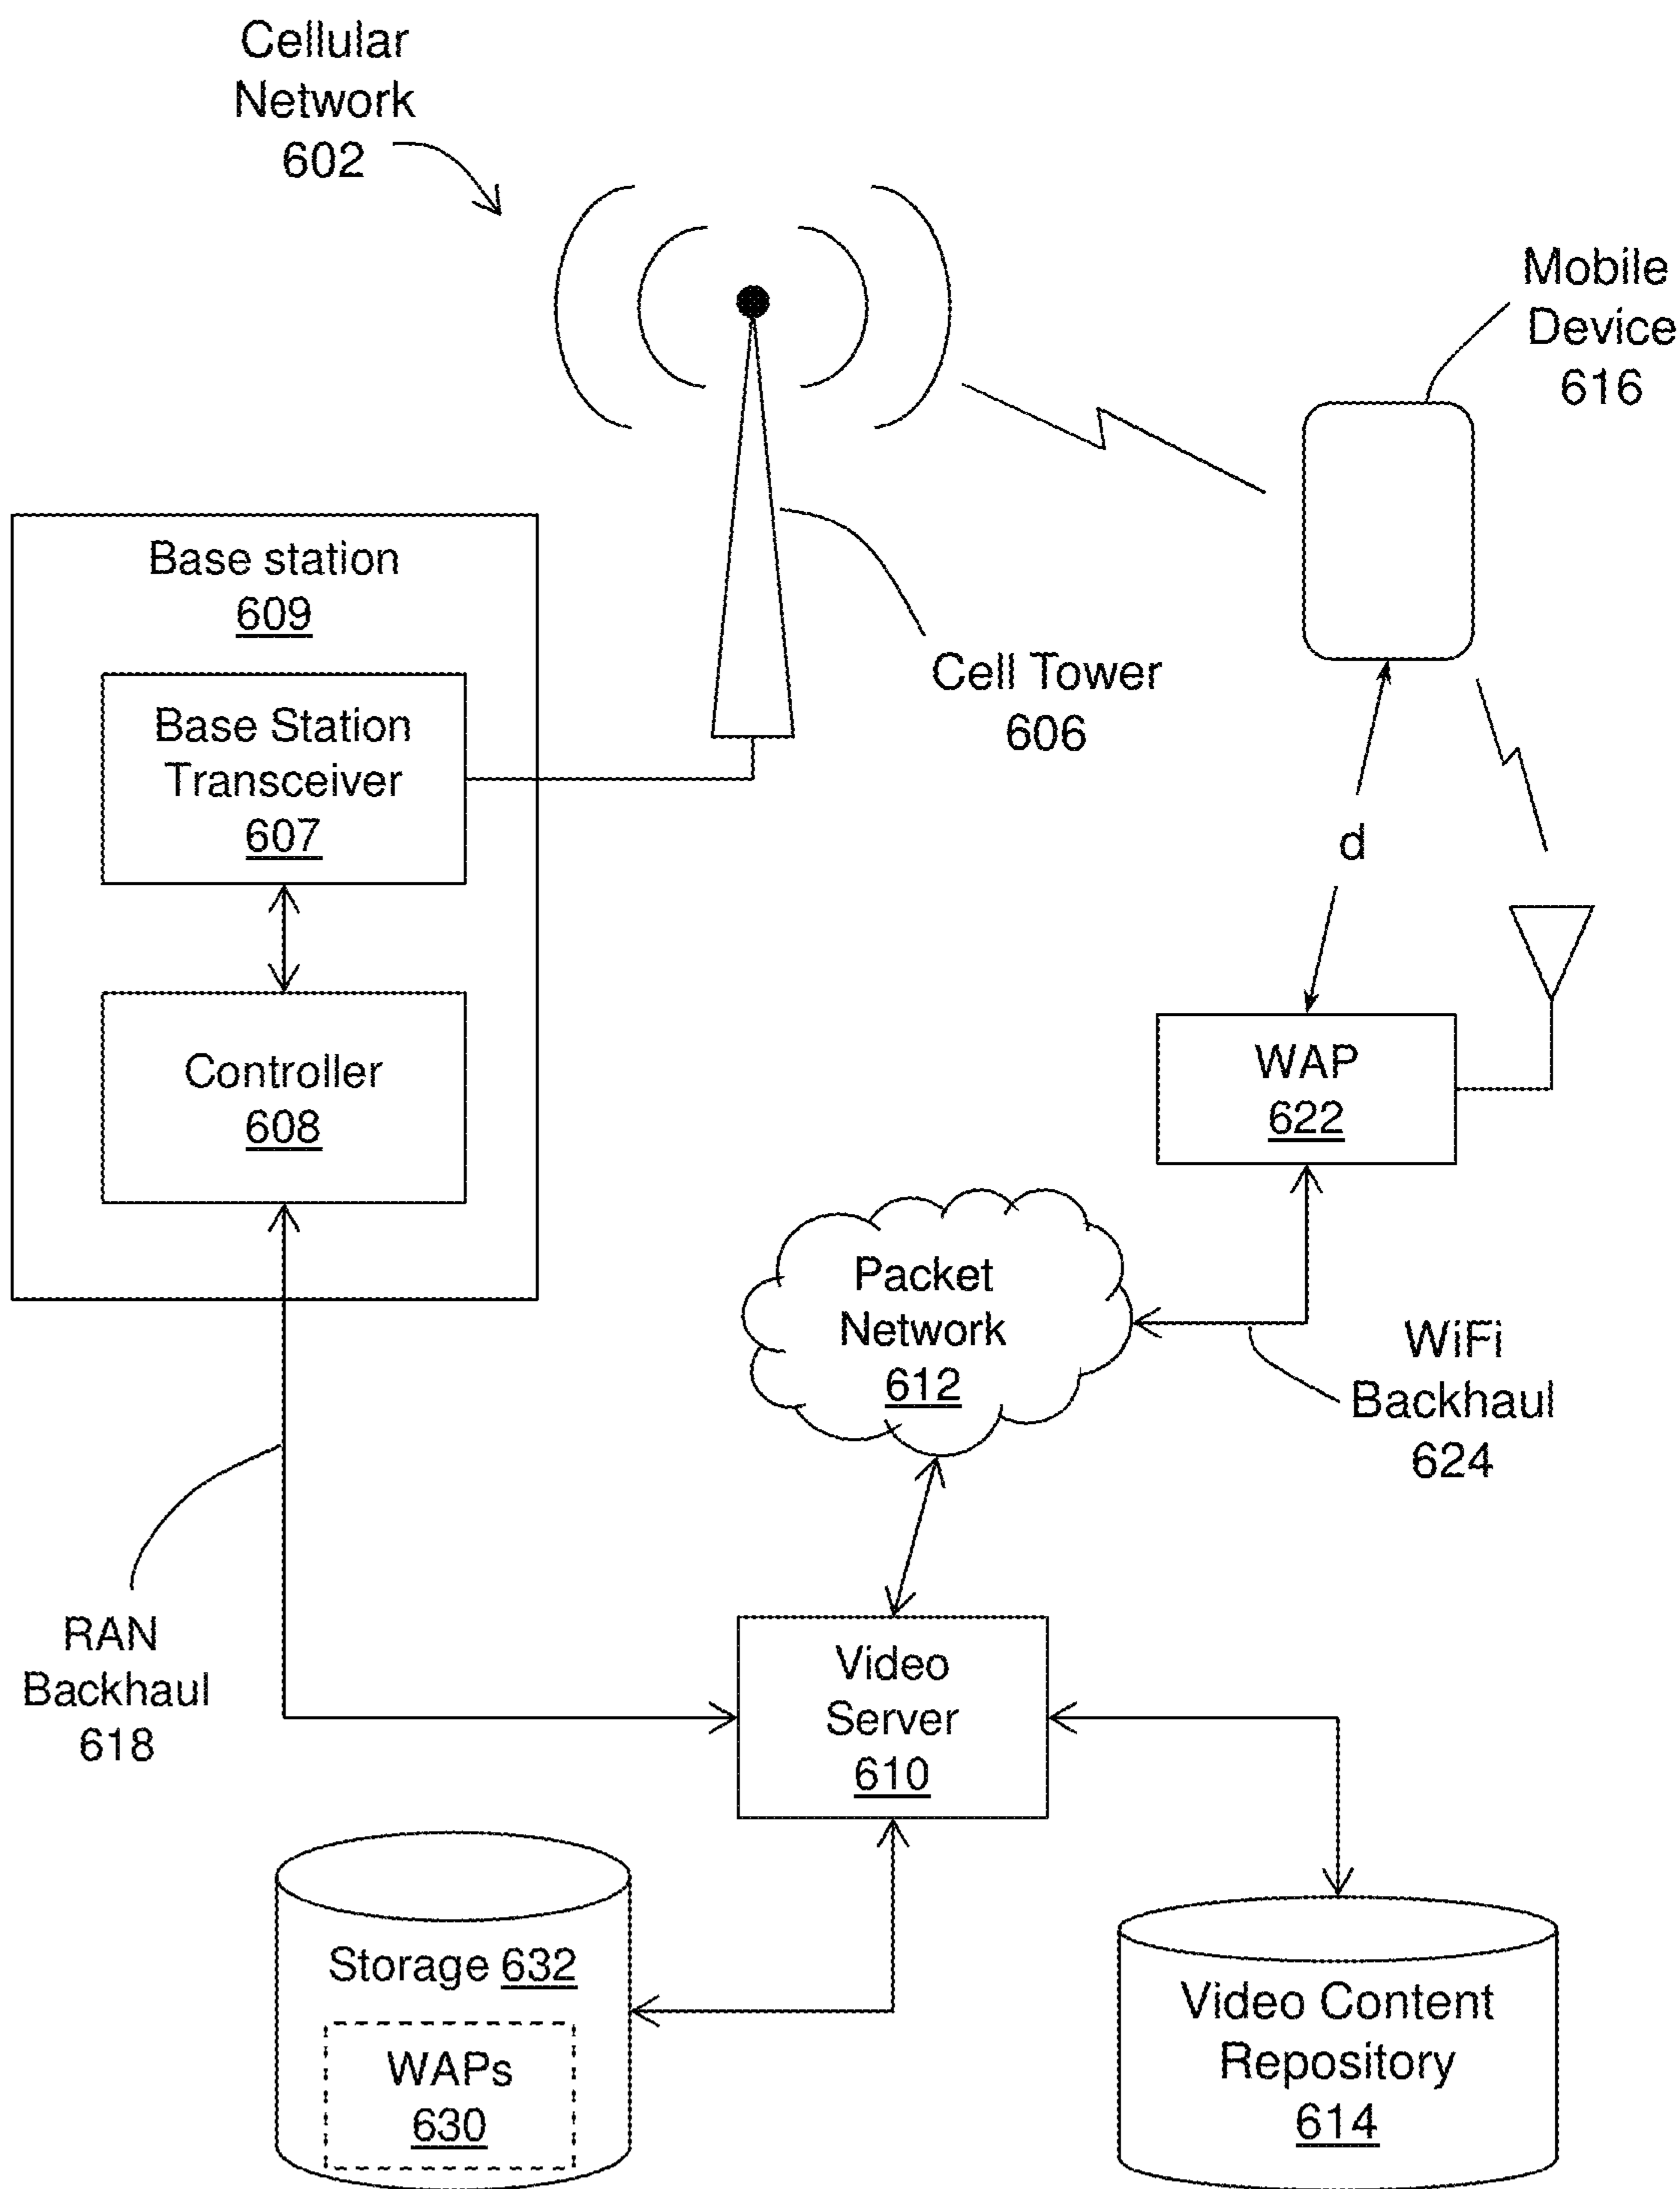 Cellular
Network
602
Mobile
Device
616
Base station
609
Cell Tower
606
Base Station
Transceiver
607
d
Controller
608
WAP
622
Packet
Network
612
WiFi
Backhaul
624
RAN
Backhaul
618
Video
Server
610
Storage 632
WAPs
630
Video Content
Repository
614